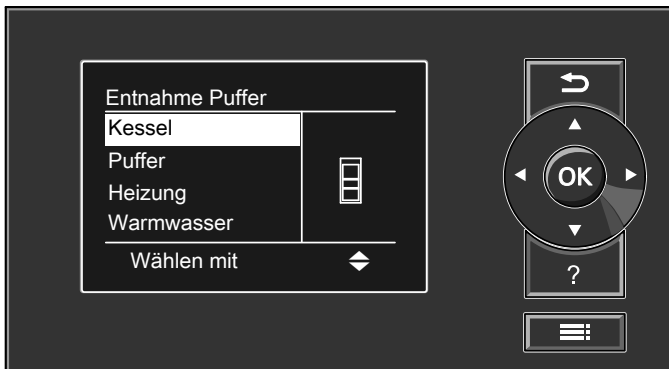 Entnahme Puffer
Kessel
Puffer
Heizung
Warmwasser
Wählen mit
OK
?